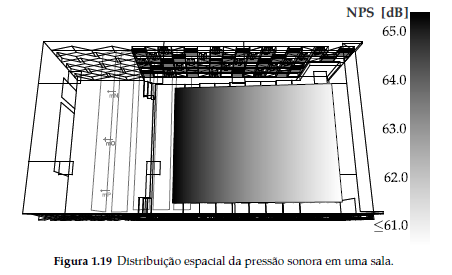 NPS [dB]
65.0
64.0
63.0
62.0
≤61.0
Figura 1.19 Distribuição espacial da pressão sonora em uma sala.